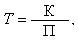 T = К / П ,